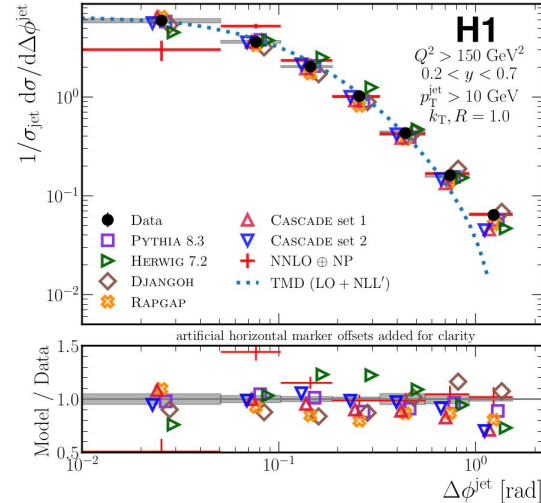 H1
Q² > 150 GeV²
0.2 < y < 0.7
p_T^jet > 10 GeV
k_T, R = 1.0
1/σ_jet dσ/dΔφ^jet
10⁰
10⁻¹
10⁻²
Data
PYTHIA 8.3
HERWIG 7.2
DJANGOH
RAPGAP
CASCADE set 1
CASCADE set 2
NNLO ⊕ NP
TMD (LO + NLL′)
artificial horizontal marker offsets added for clarity
Model / Data
1.5
1.0
0.5
10⁻² 10⁻¹ 10⁰
Δφ^jet [rad]